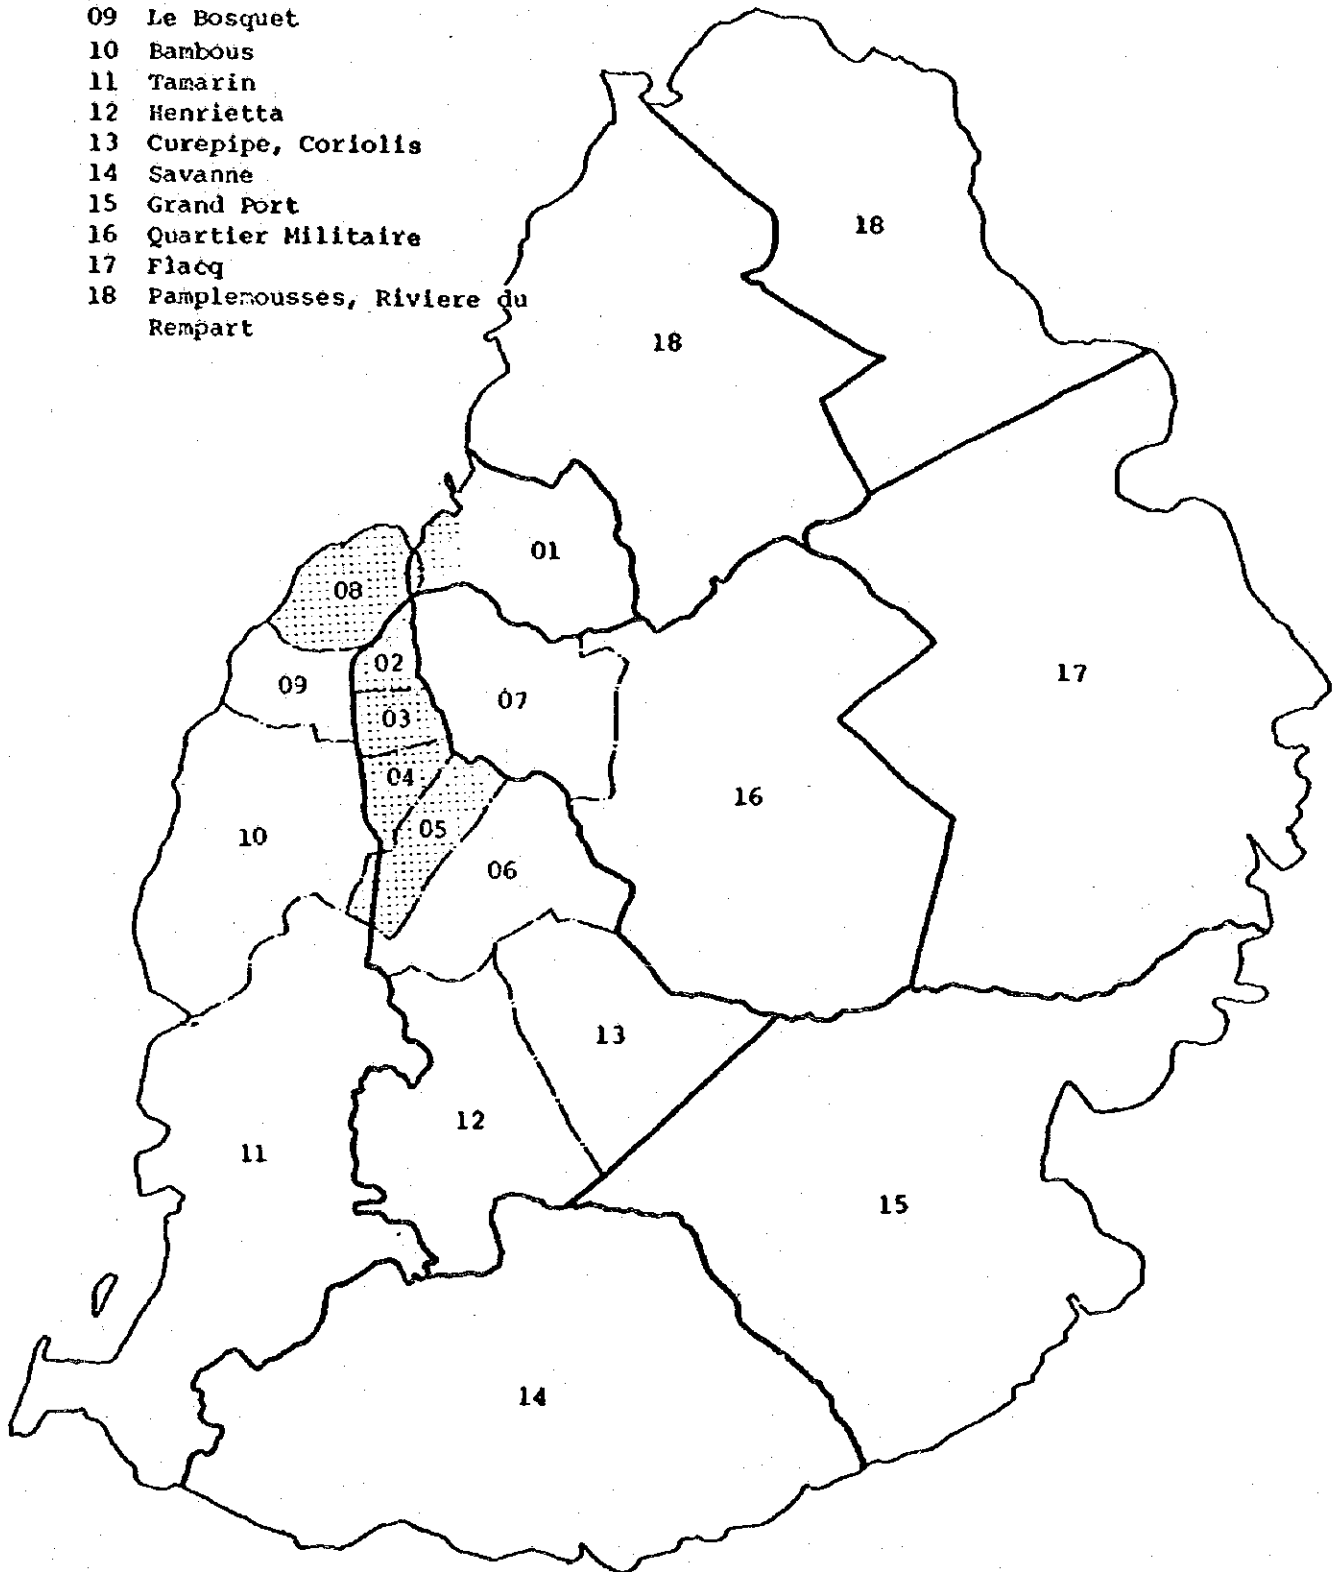 09 Le Bosquet
10 Bambous
11 Tamarin
12 Henrietta
13 Curepipe, Coriolis
14 Savanne
15 Grand Port
16 Quartier Militaire
17 Flacq
18 Pamplemousses, Riviere du
Rempart
18
18
01
08
02
09
07
03
17
04
16
05
10
06
13
12
11
15
14